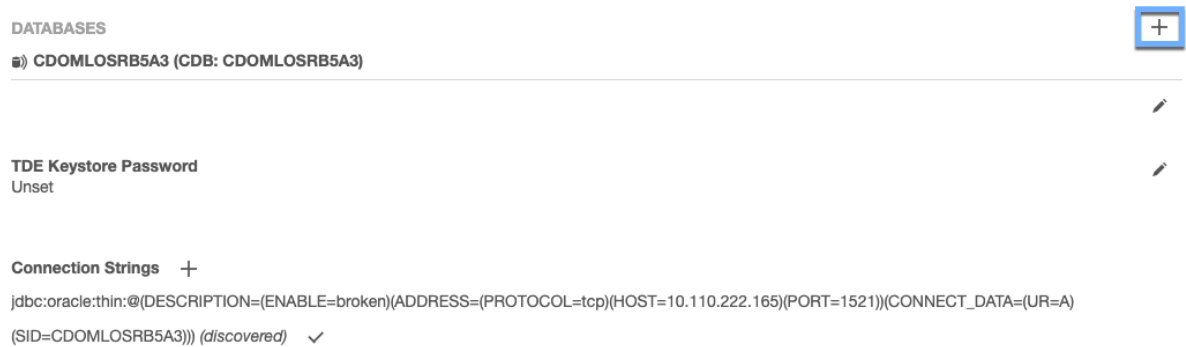 DATABASES
CDOMLOSRB5A3 (CDB: CDOMLOSRB5A3)
TDE Keystore Password
Unset
Connection Strings
jdbc:oracle:thin:@(DESCRIPTION=(ENABLE=broken)(ADDRESS=(PROTOCOL=tcp)(HOST=10.110.222.165)(PORT=1521))(CONNECT_DATA=(UR=A)
(SID=CDOMLOSRB5A3))) (discovered)